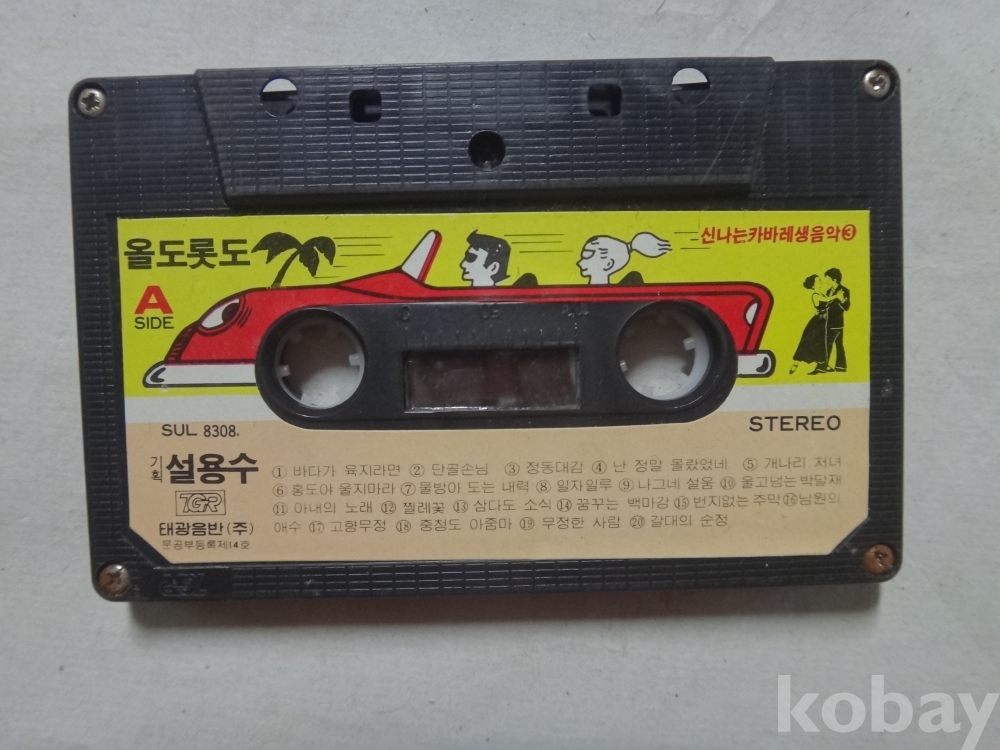 올도롯도
신나는카바레생음악③
A
SIDE
SUL 8308.
STEREO
기획 설용수
TGR
태광음반(주)
문공부등록제14호
① 바다가 육지라면 ② 단골손님 ③ 정동대감 ④ 난 정말 몰랐었네 ⑤ 개나리 처녀
⑥ 홍도야 울지마라 ⑦ 물방아 도는 내력 ⑧ 일자일루 ⑨ 나그네 설움 ⑩ 울고넘는 박달재
⑪ 아내의 노래 ⑫ 찔레꽃 ⑬ 삼다도 소식 ⑭ 꿈꾸는 백마강 ⑮ 번지없는 주막 ⑯ 남원의
애수 ⑰ 고향무정 ⑱ 충청도 아줌마 ⑲ 무정한 사람 ⑳ 갈대의 순정
kobay